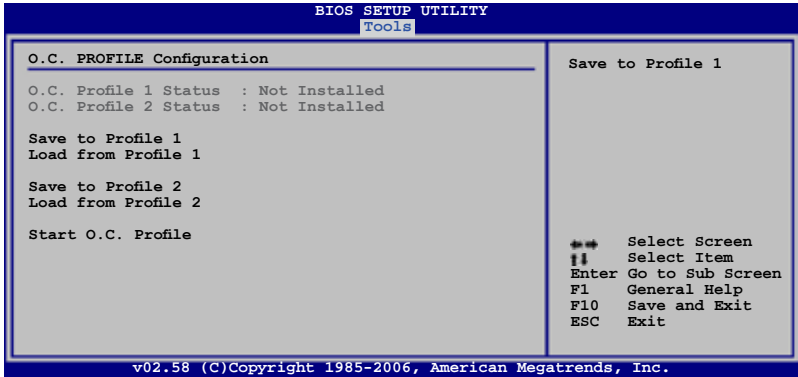 BIOS SETUP UTILITY
Tools
O.C. PROFILE Configuration
O.C. Profile 1 Status : Not Installed
O.C. Profile 2 Status : Not Installed
Save to Profile 1
Load from Profile 1
Save to Profile 2
Load from Profile 2
Start O.C. Profile
Save to Profile 1
Select Screen
Select Item
Enter Go to Sub Screen
F1 General Help
F10 Save and Exit
ESC Exit
v02.58 (C)Copyright 1985-2006, American Megatrends, Inc.